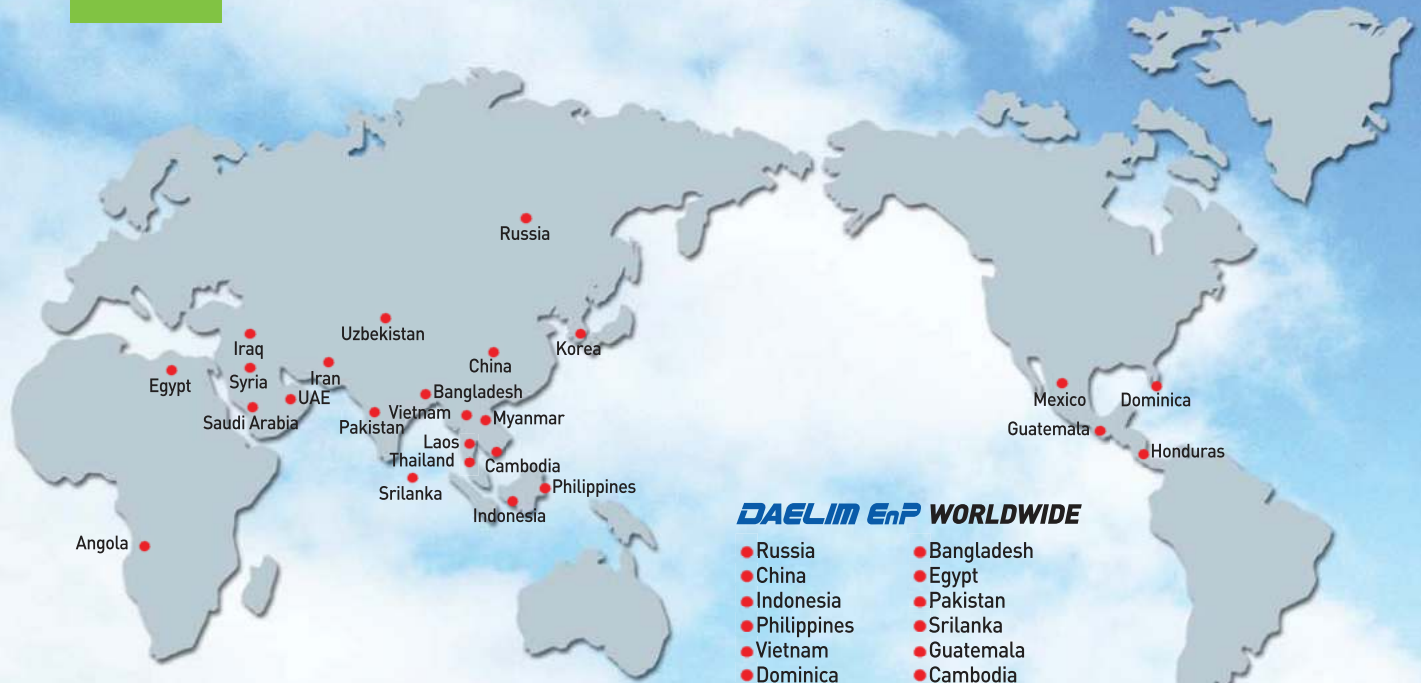 Russia
Uzbekistan
Iraq
Korea
China
Iran
Syria
Egypt
Bangladesh
UAE
Mexico
Dominica
Vietnam
Myanmar
Saudi Arabia
Pakistan
Guatemala
Laos
Honduras
Thailand
Cambodia
Srilanka
Philippines
Indonesia
Angola
DAELIM EnP WORLDWIDE
Russia
China
Indonesia
Philippines
Vietnam
Dominica
Bangladesh
Egypt
Pakistan
Srilanka
Guatemala
Cambodia